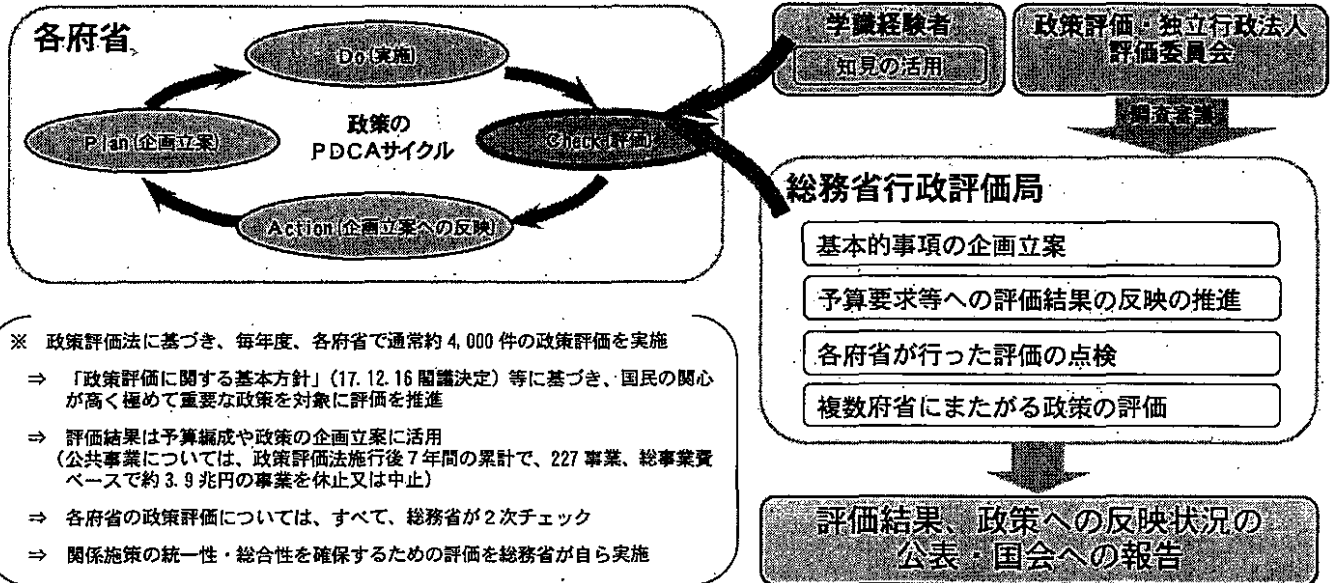 各府省
Do(実施)
Plan(企画立案)
政策の
PDCAサイクル
Check(評価)
Action(企画立案への反映)
学識経験者
知見の活用
政策評価・独立行政法人
評価委員会
調査審議
総務省行政評価局
基本的事項の企画立案
予算要求等への評価結果の反映の推進
各府省が行った評価の点検
複数府省にまたがる政策の評価
評価結果、政策への反映状況の
公表・国会への報告
※ 政策評価法に基づき、毎年度、各府省で通常約4,000件の政策評価を実施
⇒ 「政策評価に関する基本方針」(17.12.16閣議決定)等に基づき、国民の関心
が高く極めて重要な政策を対象に評価を推進
⇒ 評価結果は予算編成や政策の企画立案に活用
(公共事業については、政策評価法施行後7年間の累計で、227事業、総事業費
ベースで約3.9兆円の事業を休止又は中止)
⇒ 各府省の政策評価については、すべて、総務省が2次チェック
⇒ 関係施策の統一性・総合性を確保するための評価を総務省が自ら実施